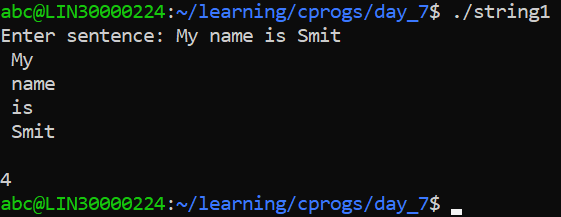 abc@LIN30000224:~/learning/cprogs/day_7$ ./string1
Enter sentence: My name is Smit
My
name
is
Smit
4
abc@LIN30000224:~/learning/cprogs/day_7$